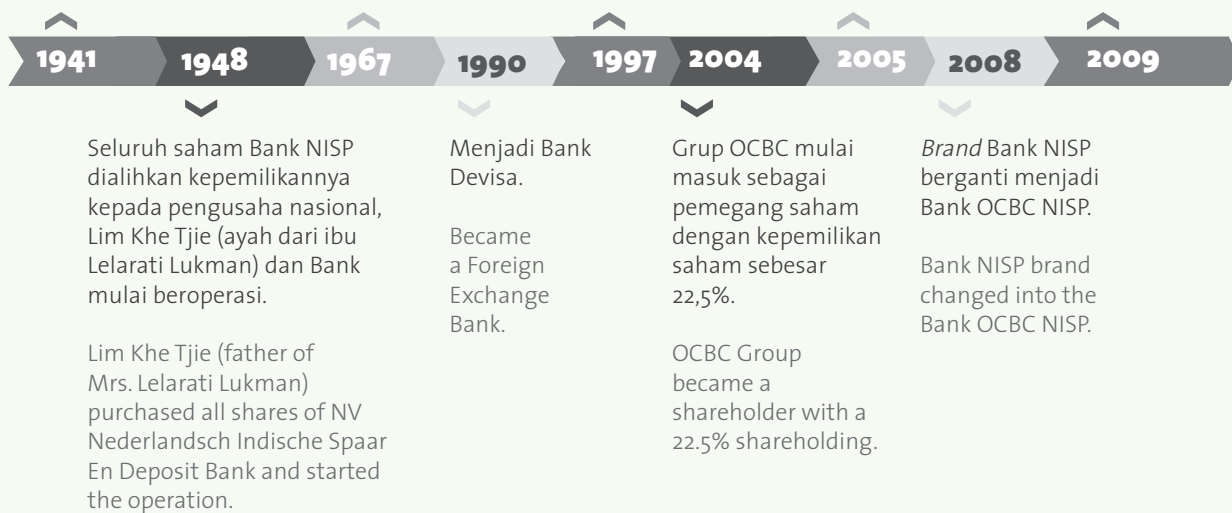 1941 1948 1967 1990 1997 2004 2005 2008 2009
Seluruh saham Bank NISP
dialihkan kepemilikannya
kepada pengusaha nasional,
Lim Khe Tjie (ayah dari ibu
Lelarati Lukman) dan Bank
mulai beroperasi.
Lim Khe Tjie (father of
Mrs. Lelarati Lukman)
purchased all shares of NV
Nederlandsch Indische Spaar
En Deposit Bank and started
the operation.
Menjadi Bank
Devisa.
Became
a Foreign
Exchange
Bank.
Grup OCBC mulai
masuk sebagai
pemegang saham
dengan kepemilikan
saham sebesar
22,5%.
OCBC Group
became a
shareholder with a
22.5% shareholding.
Brand Bank NISP
berganti menjadi
Bank OCBC NISP.
Bank NISP brand
changed into the
Bank OCBC NISP.